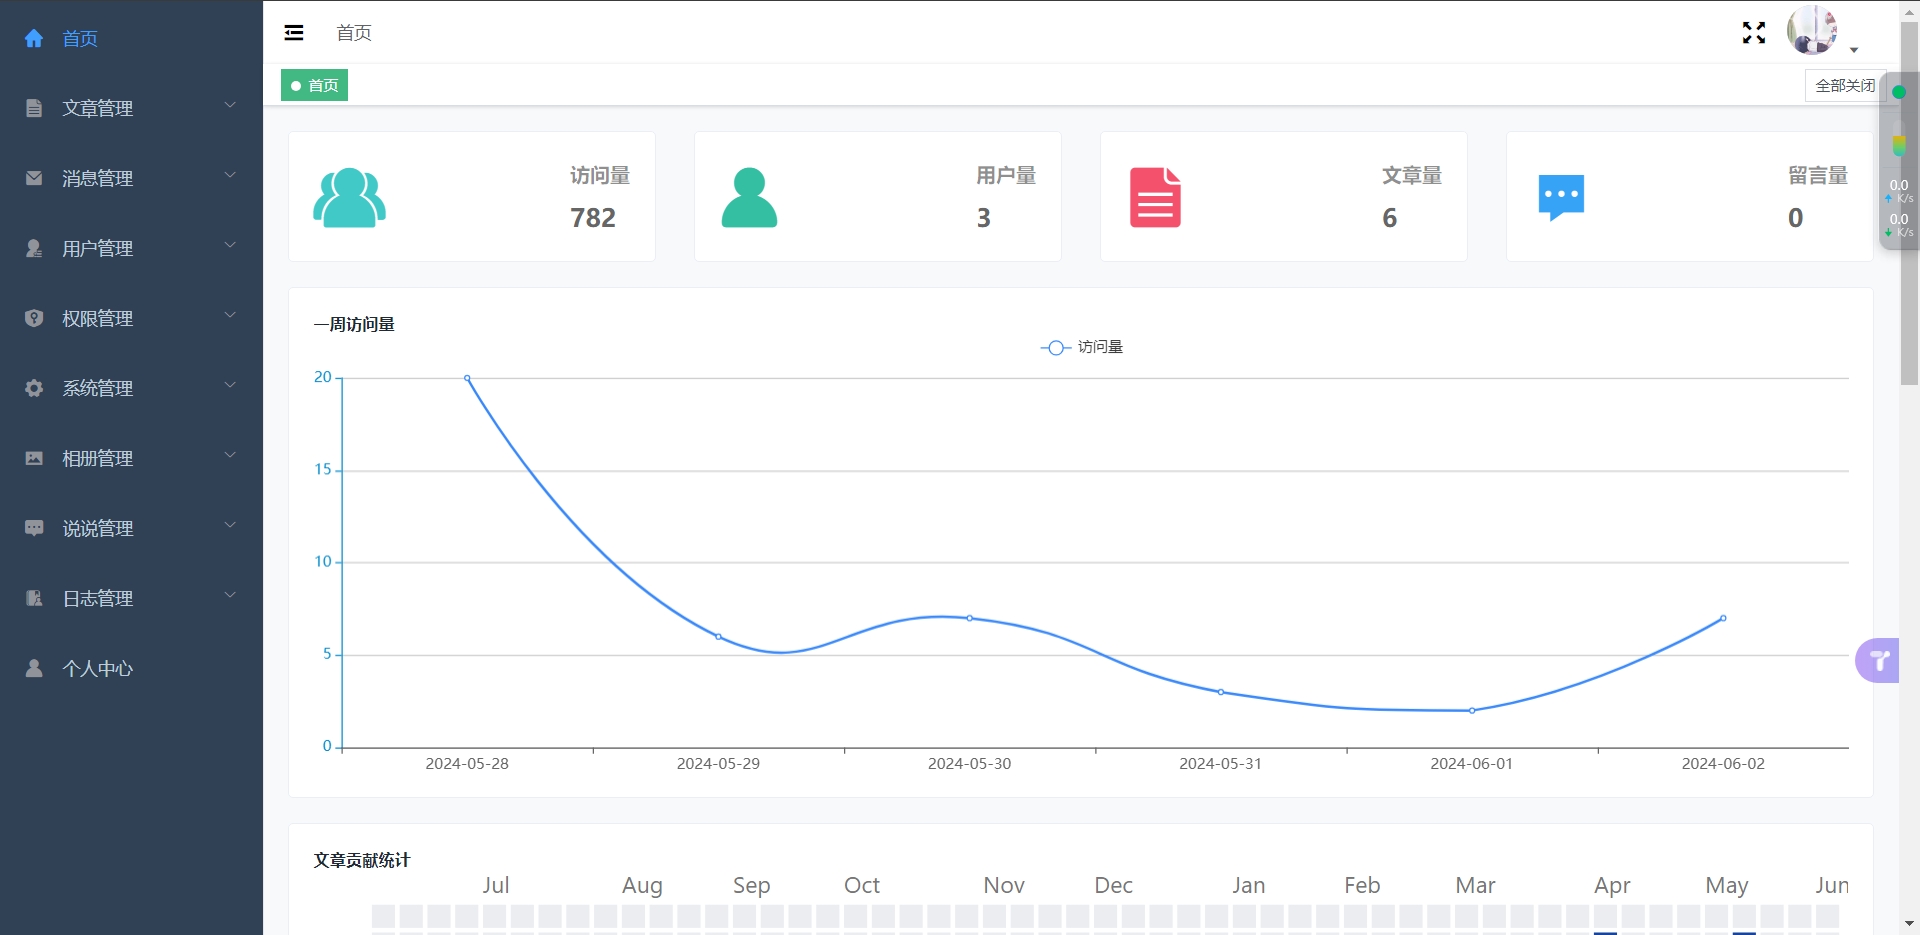 首页
文章管理
消息管理
用户管理
权限管理
系统管理
相册管理
说说管理
日志管理
个人中心
首页
首页
全部关闭
访问量
782
用户量
3
文章量
6
留言量
0
0.0
K/s
0.0
K/s
一周访问量
访问量
20
15
10
5
0
2024-05-28 2024-05-29 2024-05-30 2024-05-31 2024-06-01 2024-06-02
文章贡献统计
Jul Aug Sep Oct Nov Dec Jan Feb Mar Apr May Jun